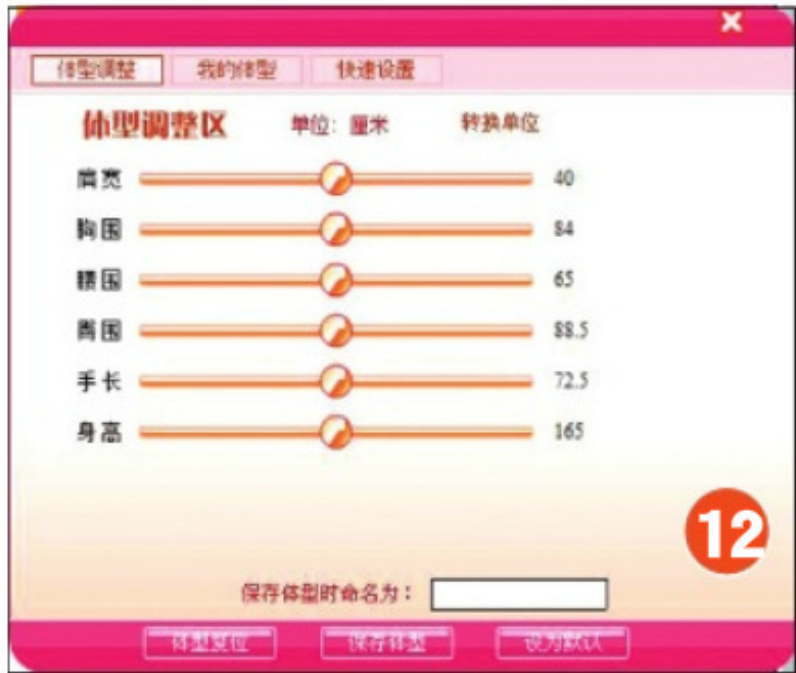 体型调整 我的体型 快速设置
体型调整区 单位：厘米 转换单位
肩宽 40
胸围 84
腰围 65
臀围 88.5
手长 72.5
身高 165
12
保存体型时命名为：
体型复位 保存体型 设为默认